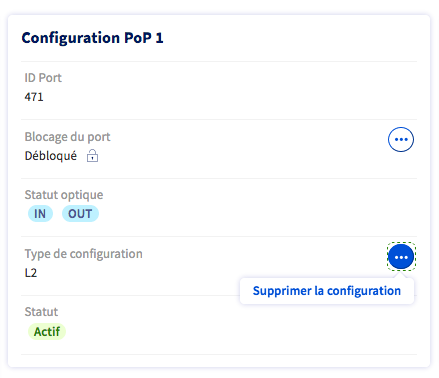 Configuration PoP 1
ID Port
471
Blocage du port
Débloqué
Statut optique
IN OUT
Type de configuration
L2
Supprimer la configuration
Statut
Actif